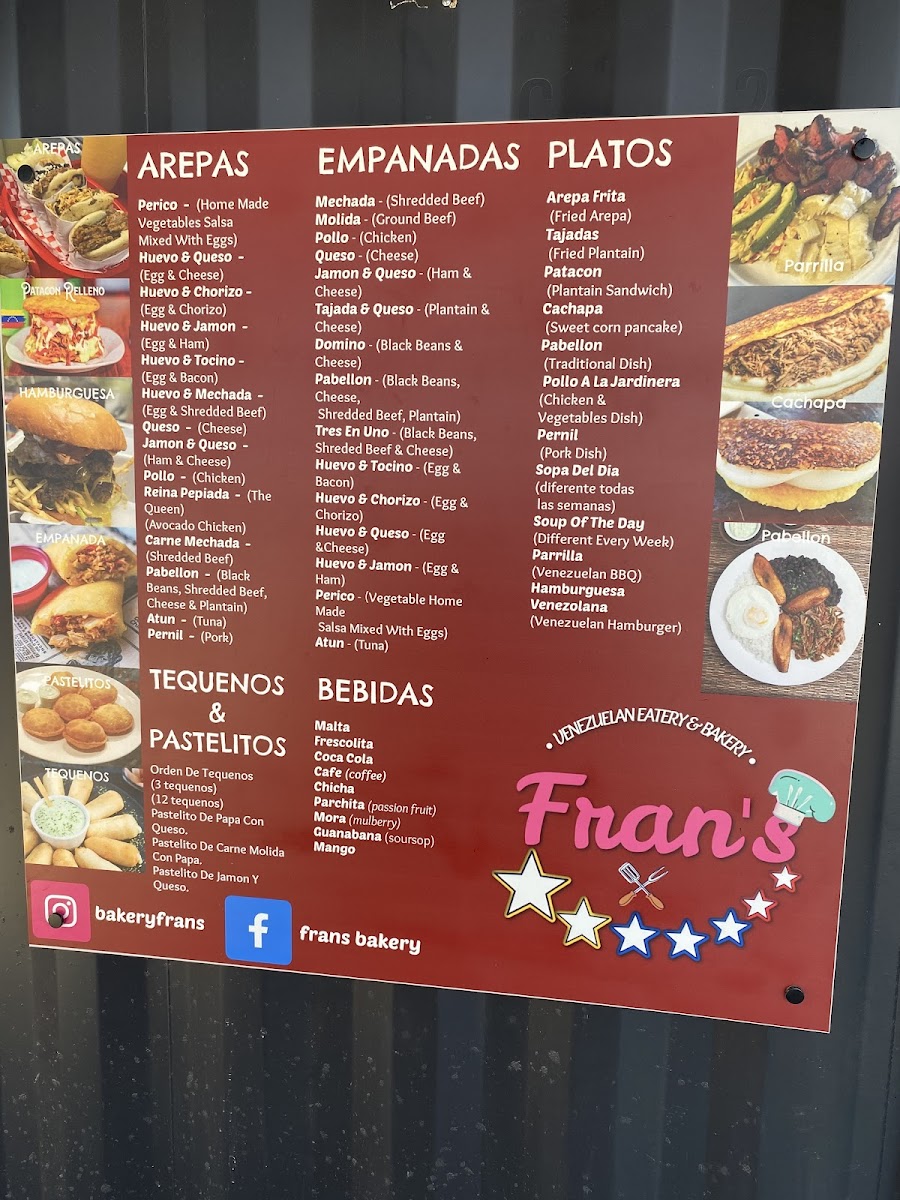 AREPAS
PATACON RELLENO
HAMBURGUESA
EMPANADA
PASTELITOS
TEQUENOS
AREPAS
Perico - (Home Made
Vegetables Salsa
Mixed With Eggs)
Huevo & Queso -
(Egg & Cheese)
Huevo & Chorizo -
(Egg & Chorizo)
Huevo & Jamon -
(Egg & Ham)
Huevo & Tocino -
(Egg & Bacon)
Huevo & Mechada -
(Egg & Shredded Beef)
Queso - (Cheese)
Jamon & Queso -
(Ham & Cheese)
Pollo - (Chicken)
Reina Pepiada - (The
Queen)
(Avocado Chicken)
Carne Mechada -
(Shredded Beef)
Pabellon - (Black
Beans, Shredded Beef,
Cheese & Plantain)
Atun - (Tuna)
Pernil - (Pork)
TEQUENOS
&
PASTELITOS
Orden De Tequenos
(3 tequenos)
(12 tequenos)
Pastelito De Papa Con
Queso.
Pastelito De Carne Molida
Con Papa.
Pastelito De Jamon Y
Queso.
EMPANADAS
Mechada - (Shredded Beef)
Molida - (Ground Beef)
Pollo - (Chicken)
Queso - (Cheese)
Jamon & Queso - (Ham &
Cheese)
Tajada & Queso - (Plantain &
Cheese)
Domino - (Black Beans &
Cheese)
Pabellon - (Black Beans,
Cheese,
Shredded Beef, Plantain)
Tres En Uno - (Black Beans,
Shreded Beef & Cheese)
Huevo & Tocino - (Egg &
Bacon)
Huevo & Chorizo - (Egg &
Chorizo)
Huevo & Queso - (Egg
&Cheese)
Huevo & Jamon - (Egg &
Ham)
Perico - (Vegetable Home
Made
Salsa Mixed With Eggs)
Atun - (Tuna)
BEBIDAS
Malta
Frescolita
Coca Cola
Cafe (coffee)
Chicha
Parchita (passion fruit)
Mora (mulberry)
Guanabana (soursop)
Mango
PLATOS
Arepa Frita
(Fried Arepa)
Tajadas
(Fried Plantain)
Patacon
(Plantain Sandwich)
Cachapa
(Sweet corn pancake)
Pabellon
(Traditional Dish)
Pollo A La Jardinera
(Chicken &
Vegetables Dish)
Pernil
(Pork Dish)
Sopa Del Dia
(diferente todas
las semanas)
Soup Of The Day
(Different Every Week)
Parrilla
(Venezuelan BBQ)
Hamburguesa
Venezolana
(Venezuelan Hamburger)
Parrilla
Cachapa
Pabellon
• VENEZUELAN EATERY & BAKERY •
Fran's
bakeryfrans
f
frans bakery